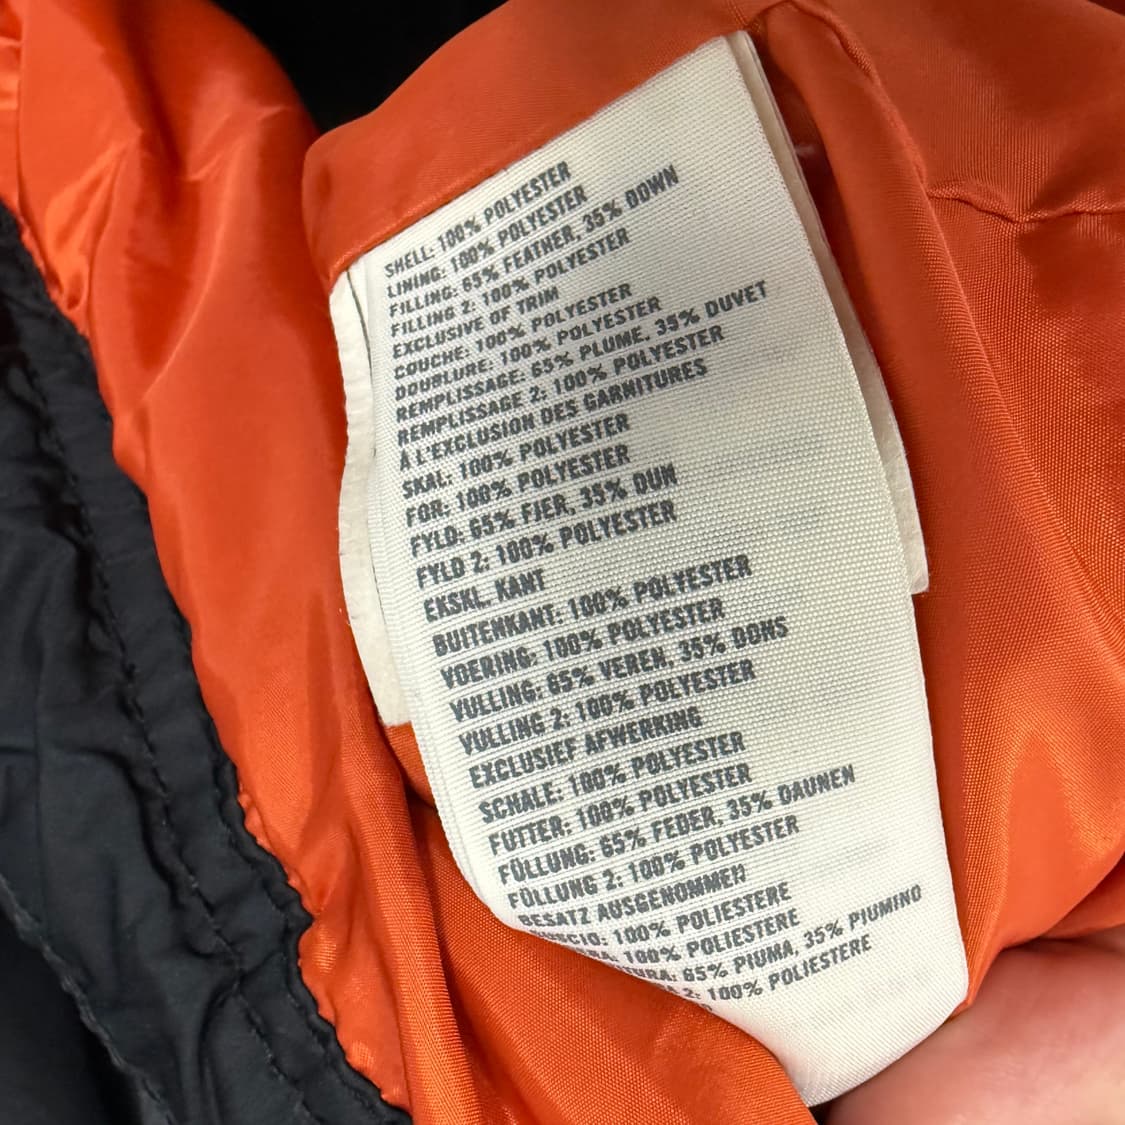 SHELL: 100% POLYESTER
LINING: 100% POLYESTER
FILLING: 65% FEATHER, 35% DOWN
FILLING 2: 100% POLYESTER
EXCLUSIVE OF TRIM
COUCHE: 100% POLYESTER
DOUBLURE: 100% POLYESTER
REMPLISSAGE: 65% PLUME, 35% DUVET
REMPLISSAGE 2: 100% POLYESTER
À L'EXCLUSION DES GARNITURES
SKAL: 100% POLYESTER
FOR: 100% POLYESTER
FYLD: 65% FJER, 35% DUN
FYLD 2: 100% POLYESTER
EKSKL. KANT
BUITENKANT: 100% POLYESTER
VOERING: 100% POLYESTER
VULLING: 65% VEREN, 35% DONS
VULLING 2: 100% POLYESTER
EXCLUSIEF AFWERKING
SCHALE: 100% POLYESTER
FUTTER: 100% POLYESTER
FÜLLUNG: 65% FEDER, 35% DAUNEN
FÜLLUNG 2: 100% POLYESTER
BESATZ AUSGENOMMEN
100% POLIESTERE
100% POLIESTERE
65% PIUMA, 35% PIUMINO
2: 100% POLIESTERE